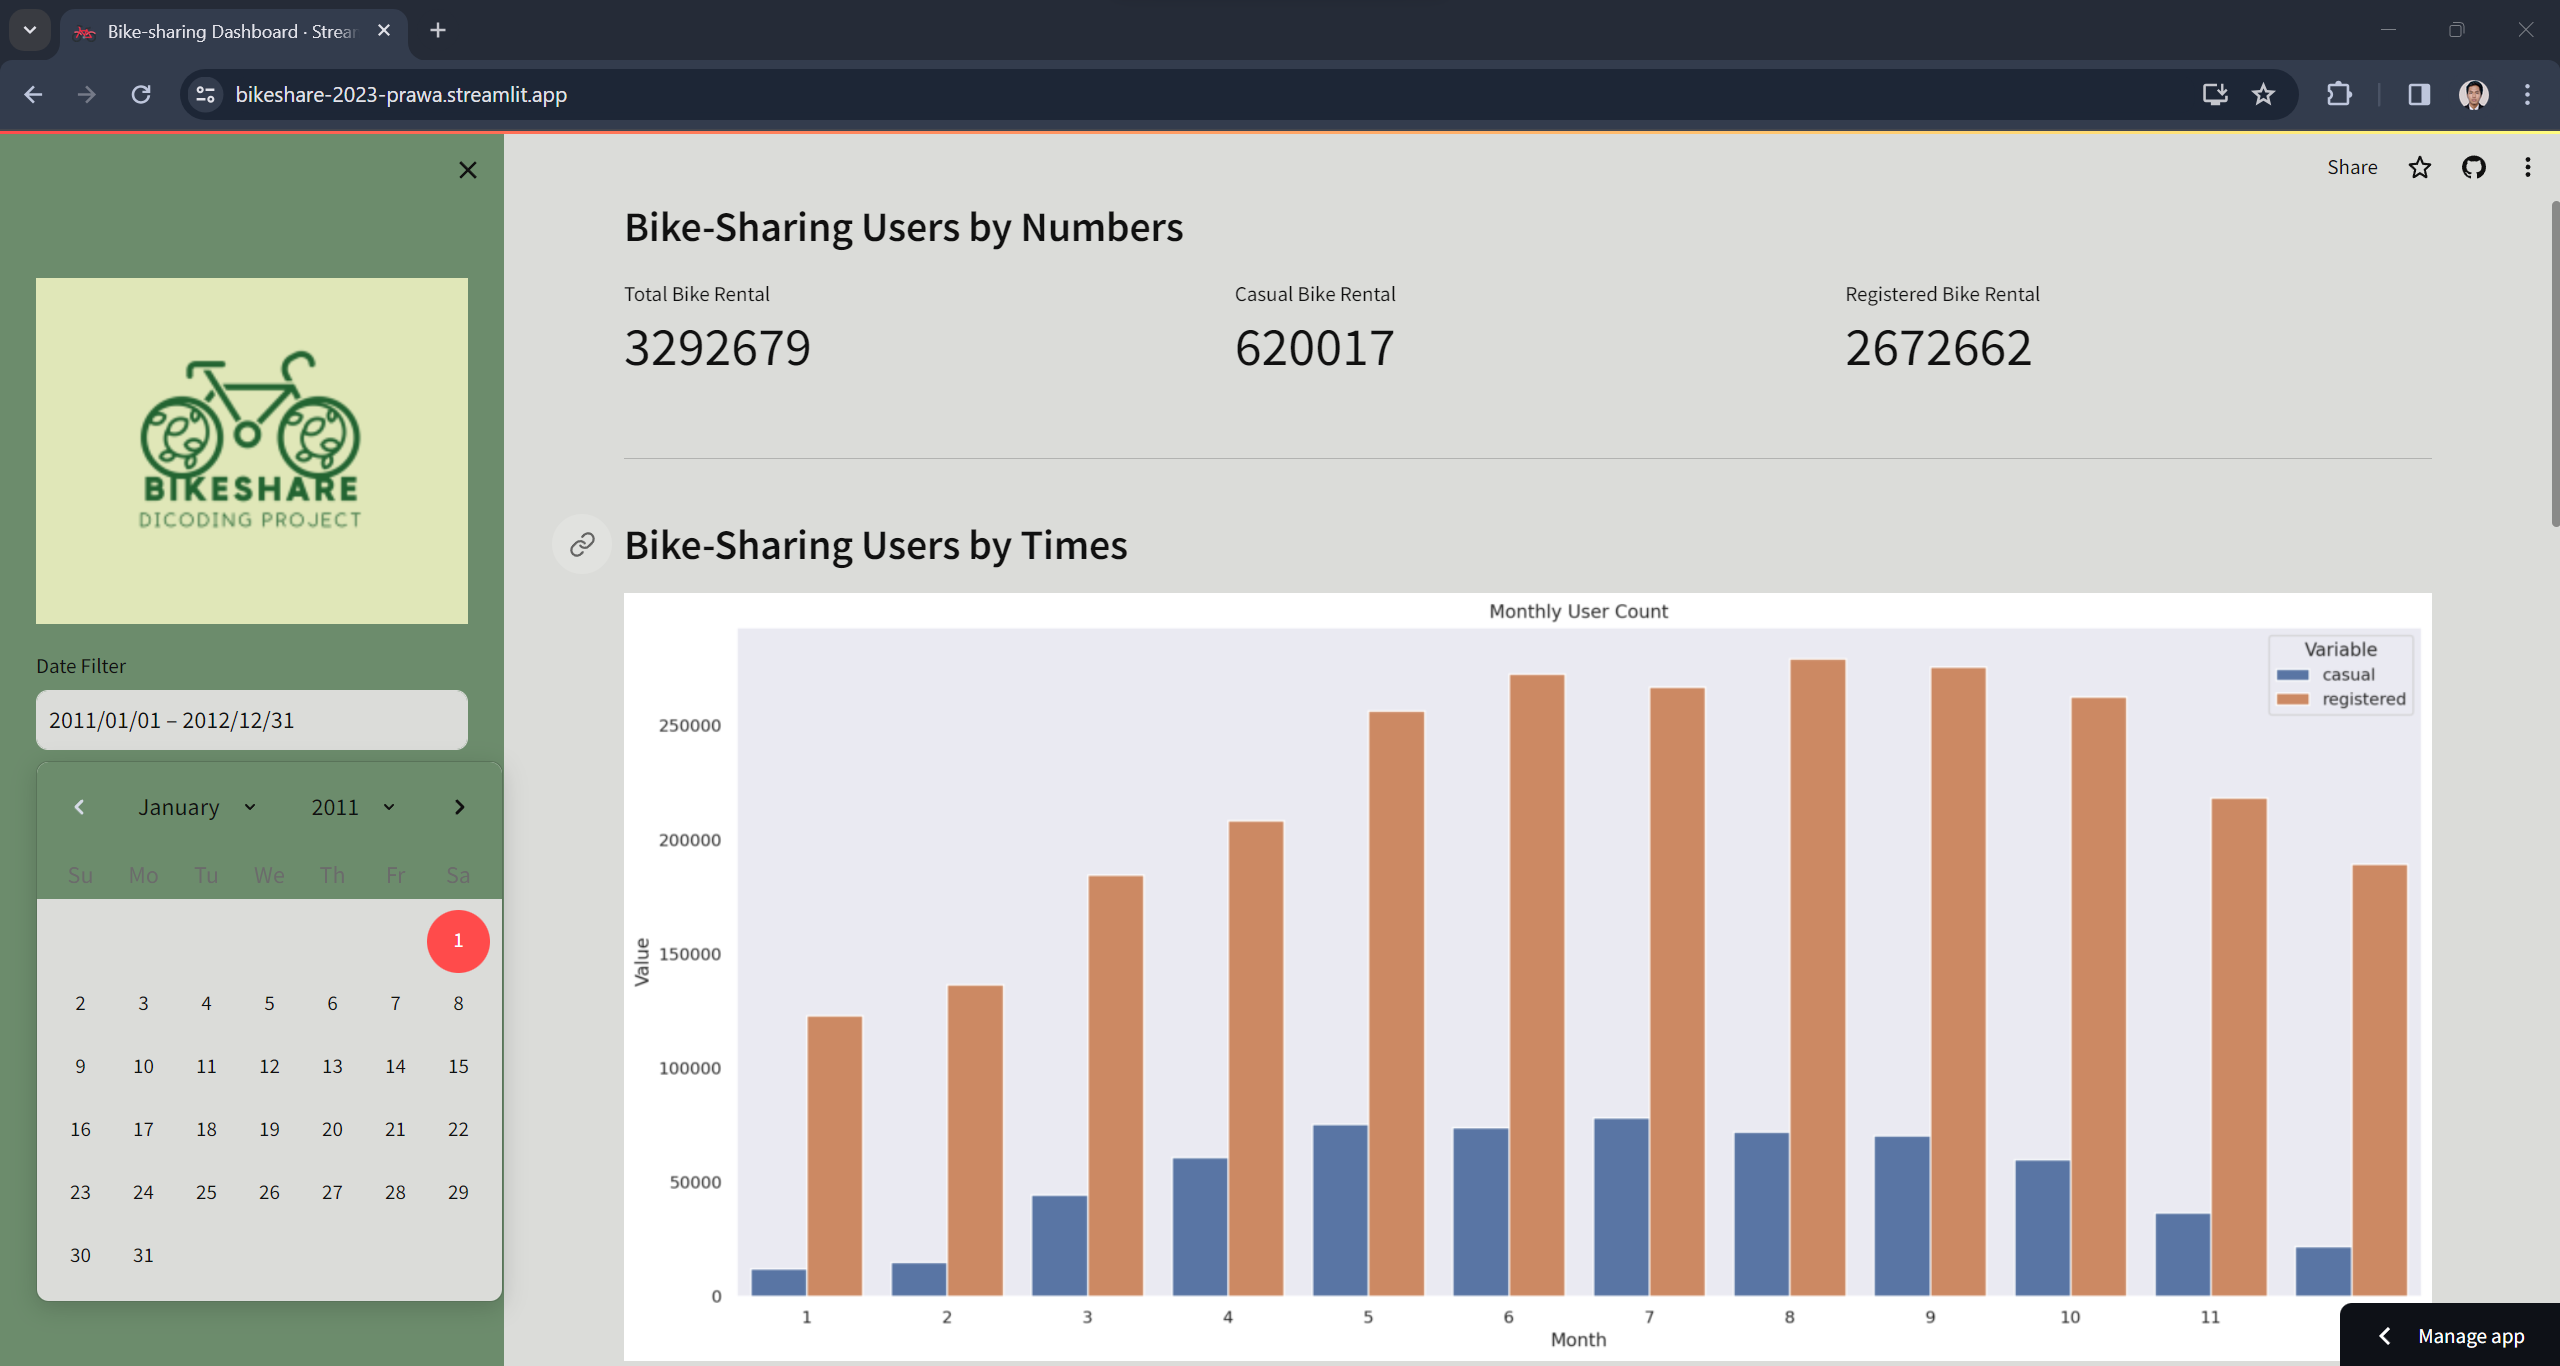 Bike-sharing Dashboard · Strea
bikeshare-2023-prawa.streamlit.app
Share
BIKESHARE
DICODING PROJECT
Date Filter
2011/01/01 – 2012/12/31
January 2011
Su Mo Tu We Th Fr Sa
1
2 3 4 5 6 7 8
9 10 11 12 13 14 15
16 17 18 19 20 21 22
23 24 25 26 27 28 29
30 31
Bike-Sharing Users by Numbers
Total Bike Rental
3292679
Casual Bike Rental
620017
Registered Bike Rental
2672662
Bike-Sharing Users by Times
Monthly User Count
Variable
casual
registered
Value
250000
200000
150000
100000
50000
0
1 2 3 4 5 6 7 8 9 10 11
Month
Manage app